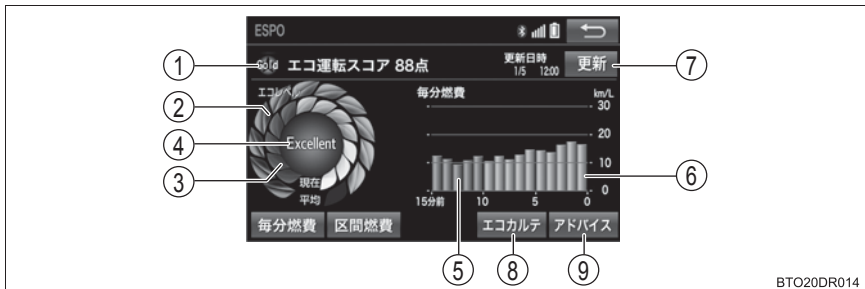 ESPO
① Gold エコ運転スコア 88点 更新日時 1/5 12:00 更新 ⑦
エコレベル 毎分燃費 km/L
②
30
④ Excellent
20
③
10
⑥
現在
0
平均
15分前 10 5 0
毎分燃費 区間燃費 エコカルテ アドバイス
⑤ ⑧ ⑨
BTO20DR014